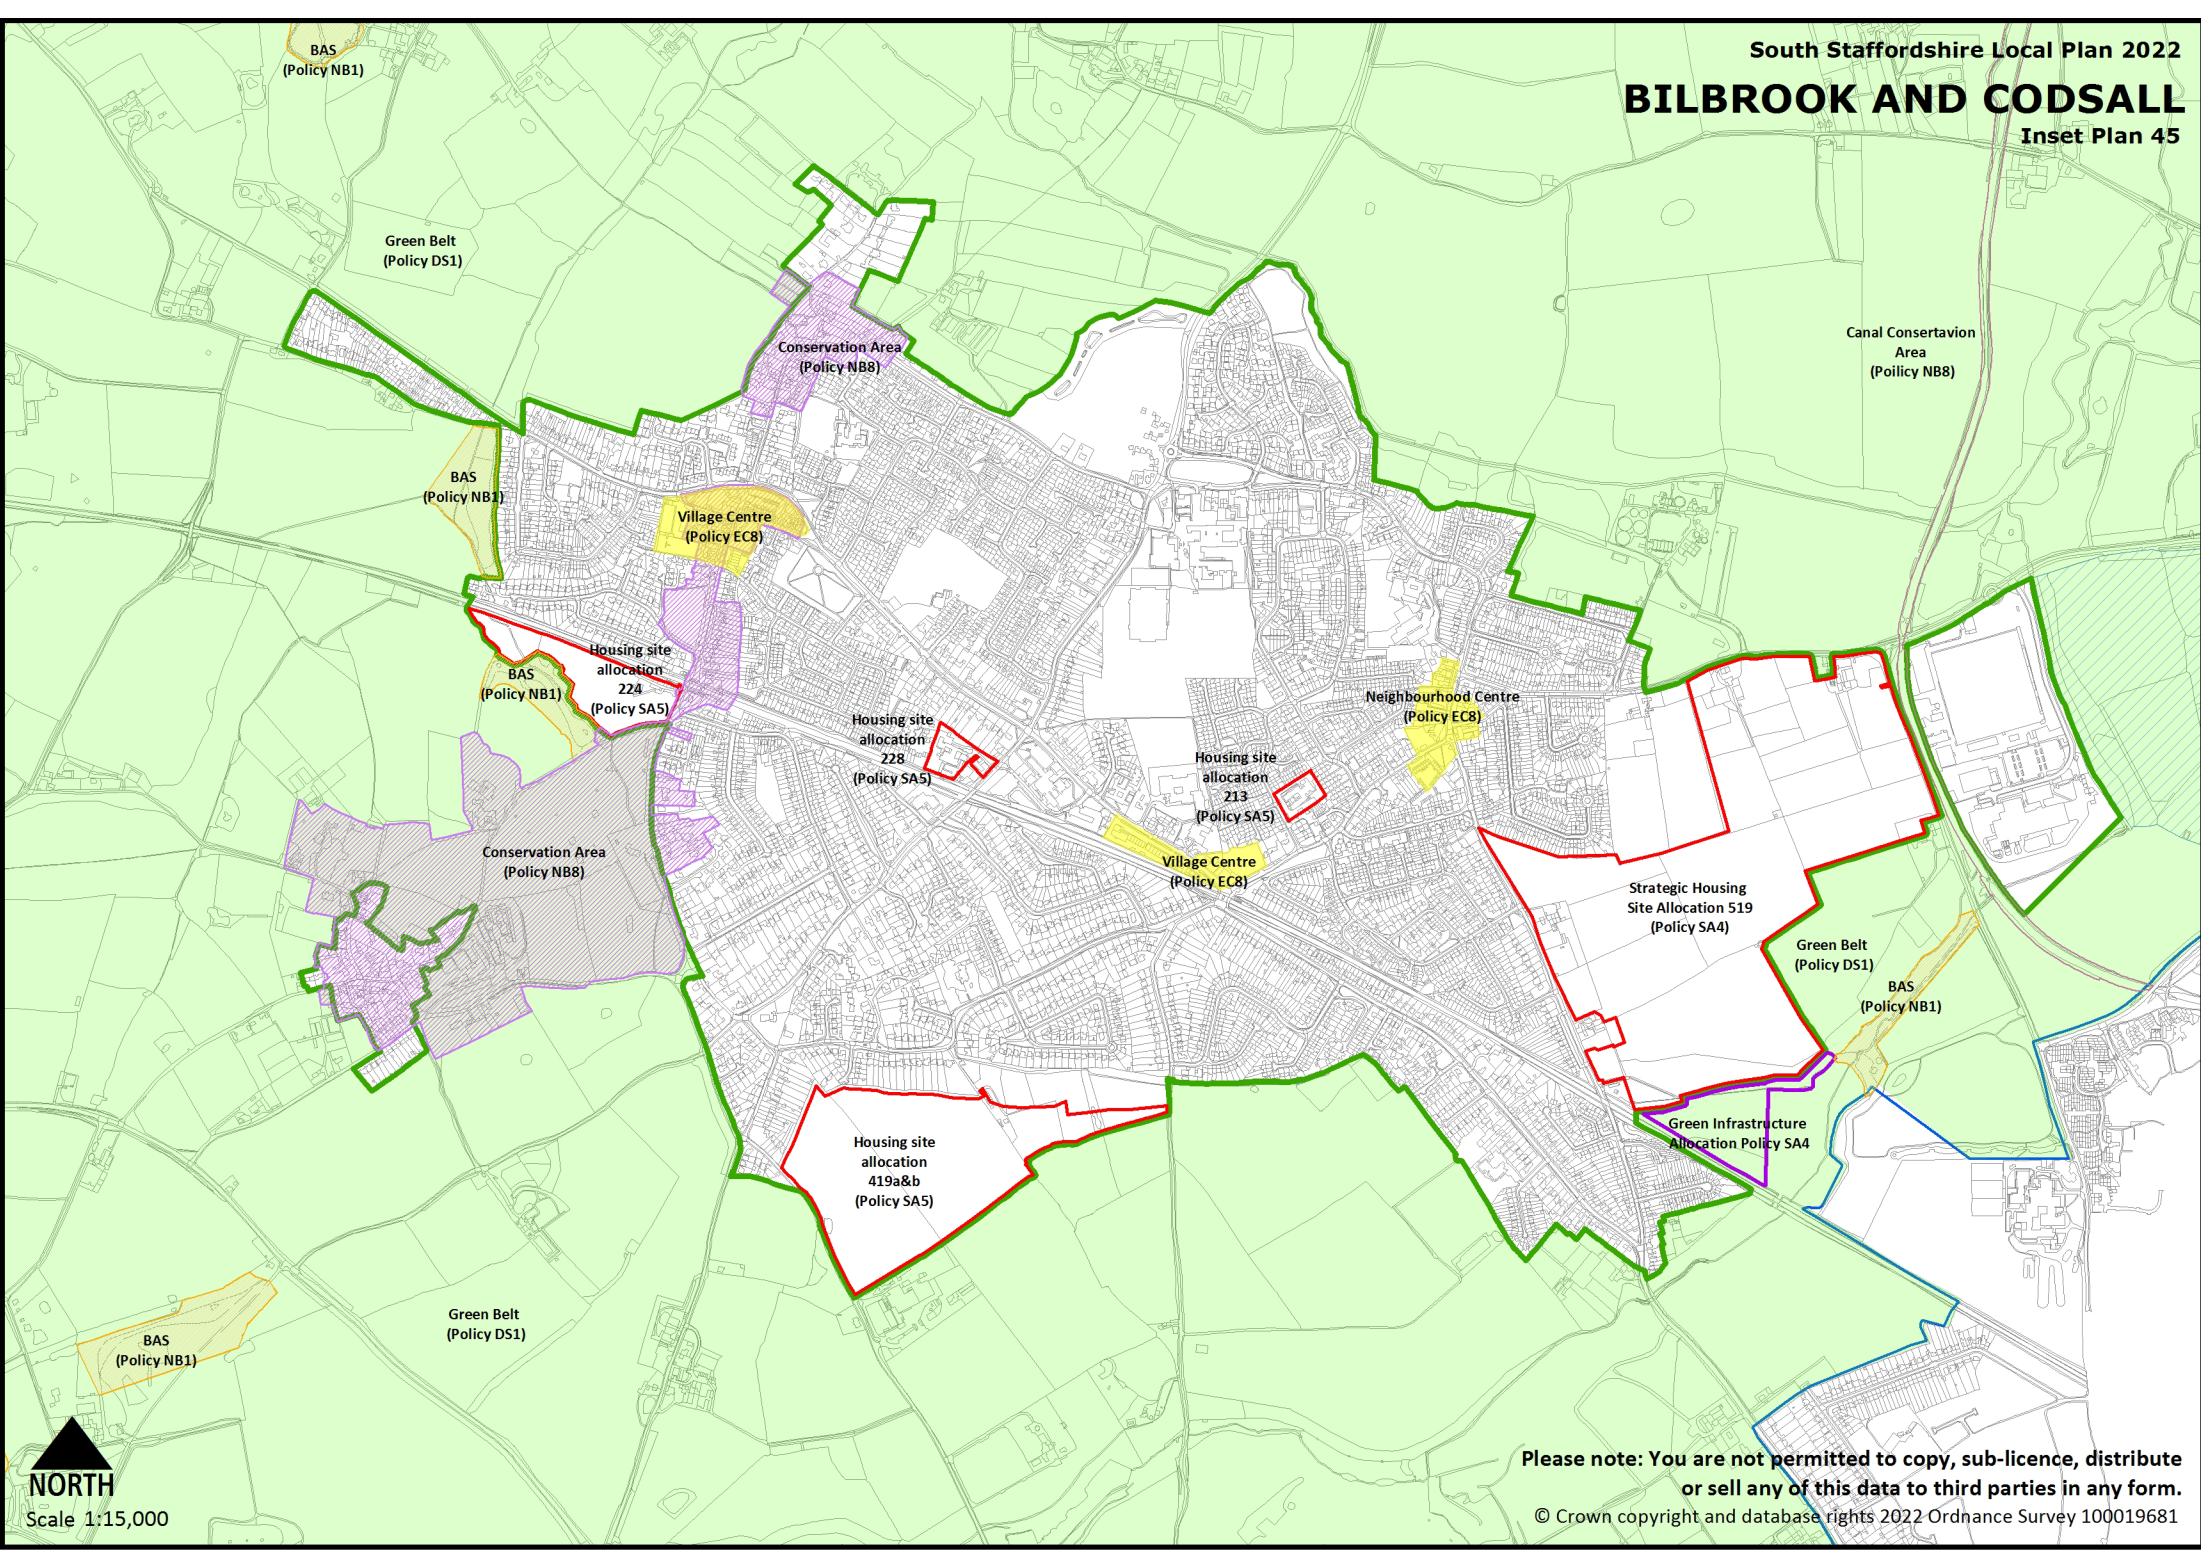 South Staffordshire Local Plan 2022
BILBROOK AND CODSALL
Inset Plan 45
BAS
(Policy NB1)
Green Belt
(Policy DS1)
Conservation Area
(Policy NB8)
Canal Consertavion
Area
(Poilicy NB8)
BAS
(Policy NB1)
Village Centre
(Policy EC8)
Housing site
allocation
224
(Policy SA5)
BAS
(Policy NB1)
Housing site
allocation
228
(Policy SA5)
Neighbourhood Centre
(Policy EC8)
Housing site
allocation
213
(Policy SA5)
Village Centre
(Policy EC8)
Conservation Area
(Policy NB8)
Strategic Housing
Site Allocation 519
(Policy SA4)
Green Belt
(Policy DS1)
BAS
(Policy NB1)
Green Infrastructure
Allocation Policy SA4
Housing site
allocation
419a&b
(Policy SA5)
Green Belt
(Policy DS1)
BAS
(Policy NB1)
NORTH
Scale 1:15,000
Please note: You are not permitted to copy, sub-licence, distribute
or sell any of this data to third parties in any form.
© Crown copyright and database rights 2022 Ordnance Survey 100019681